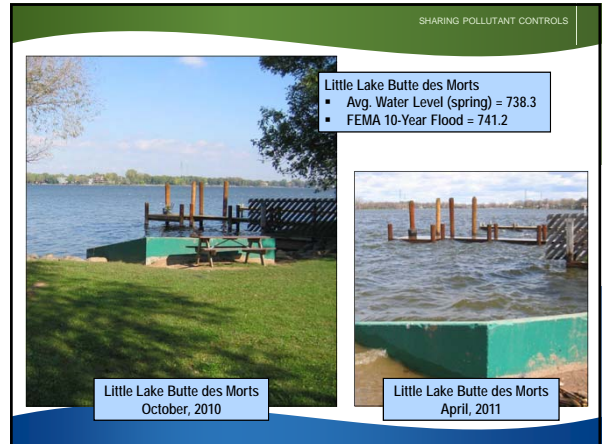 SHARING POLLUTANT CONTROLS
Little Lake Butte des Morts
▪ Avg. Water Level (spring) = 738.3
▪ FEMA 10-Year Flood = 741.2
Little Lake Butte des Morts
October, 2010
Little Lake Butte des Morts
April, 2011